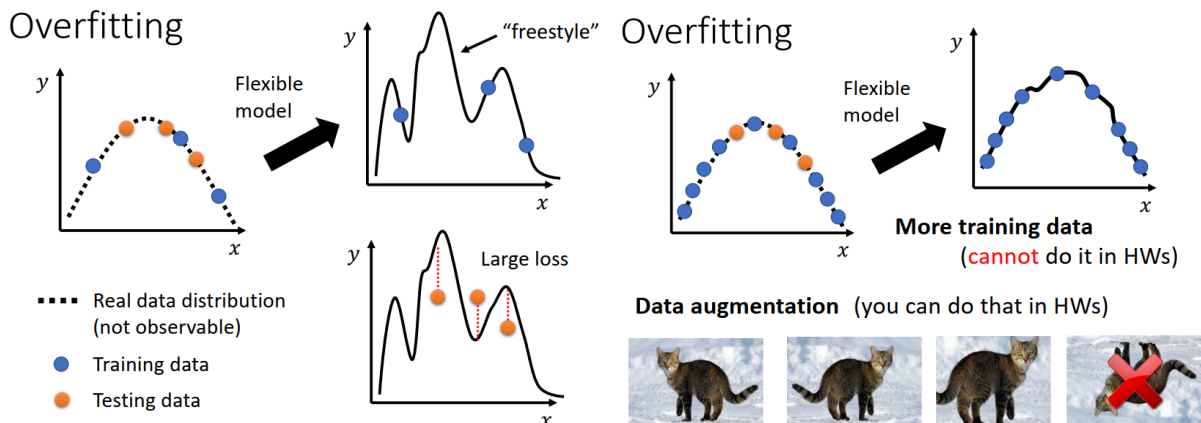 Overfitting
y
x
Flexible
model
y
x
“freestyle”
y
x
Large loss
Real data distribution
(not observable)
Training data
Testing data
Overfitting
y
x
Flexible
model
y
x
More training data
(cannot do it in HWs)
Data augmentation (you can do that in HWs)